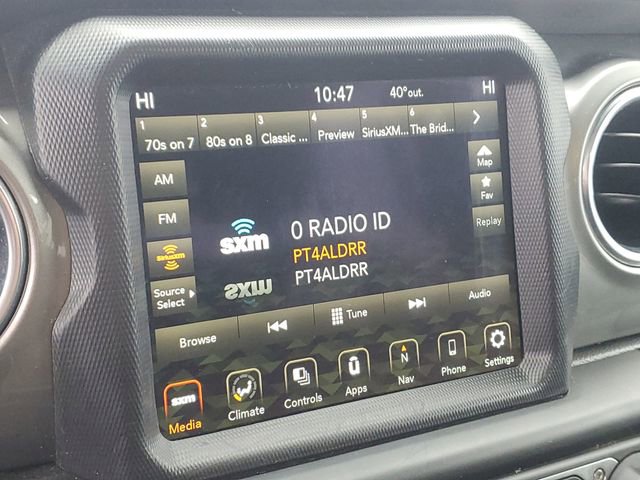 HI 10:47 40°out. HI
1 2 3 4 5 6
70s on 7 80s on 8 Classic ... Preview SiriusXM... The Brid...
AM
FM
SiriusXM
Source
Select
sxm
0 RADIO ID
PT4ALDRR
PT4ALDRR
sxm
Map
Fav
Replay
Browse Tune Audio
sxm
Media Climate Controls Apps N Nav Phone Settings